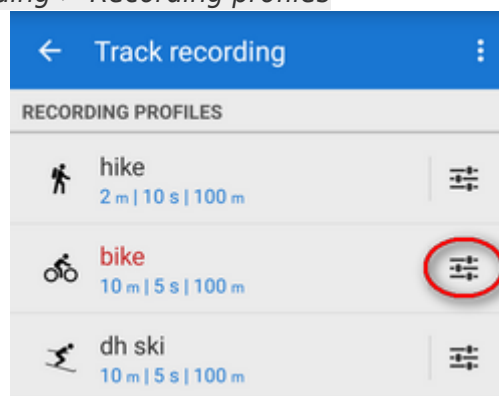 Recording profiles
Track recording
RECORDING PROFILES
hike
2 m | 10 s | 100 m
bike
10 m | 5 s | 100 m
dh ski
10 m | 5 s | 100 m